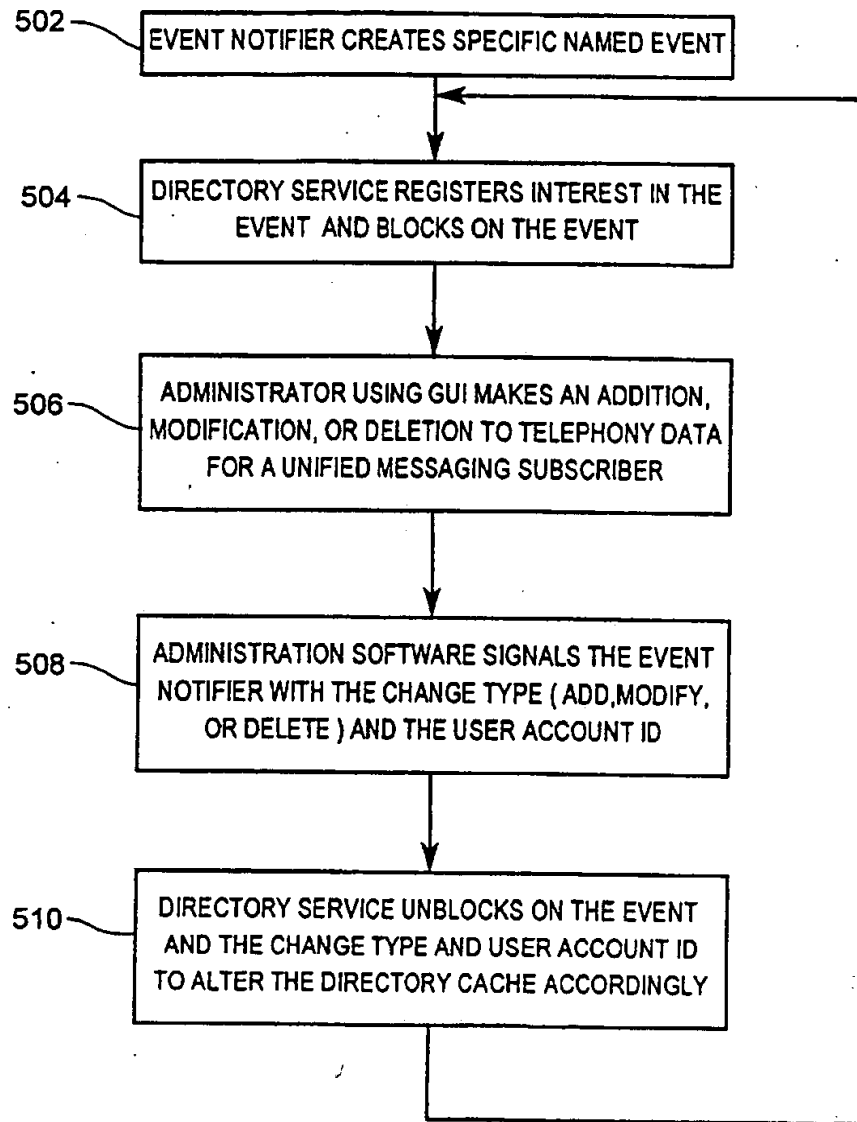 502
EVENT NOTIFIER CREATES SPECIFIC NAMED EVENT
504
DIRECTORY SERVICE REGISTERS INTEREST IN THE
EVENT AND BLOCKS ON THE EVENT
506
ADMINISTRATOR USING GUI MAKES AN ADDITION,
MODIFICATION, OR DELETION TO TELEPHONY DATA
FOR A UNIFIED MESSAGING SUBSCRIBER
508
ADMINISTRATION SOFTWARE SIGNALS THE EVENT
NOTIFIER WITH THE CHANGE TYPE ( ADD,MODIFY,
OR DELETE ) AND THE USER ACCOUNT ID
510
DIRECTORY SERVICE UNBLOCKS ON THE EVENT
AND THE CHANGE TYPE AND USER ACCOUNT ID
TO ALTER THE DIRECTORY CACHE ACCORDINGLY